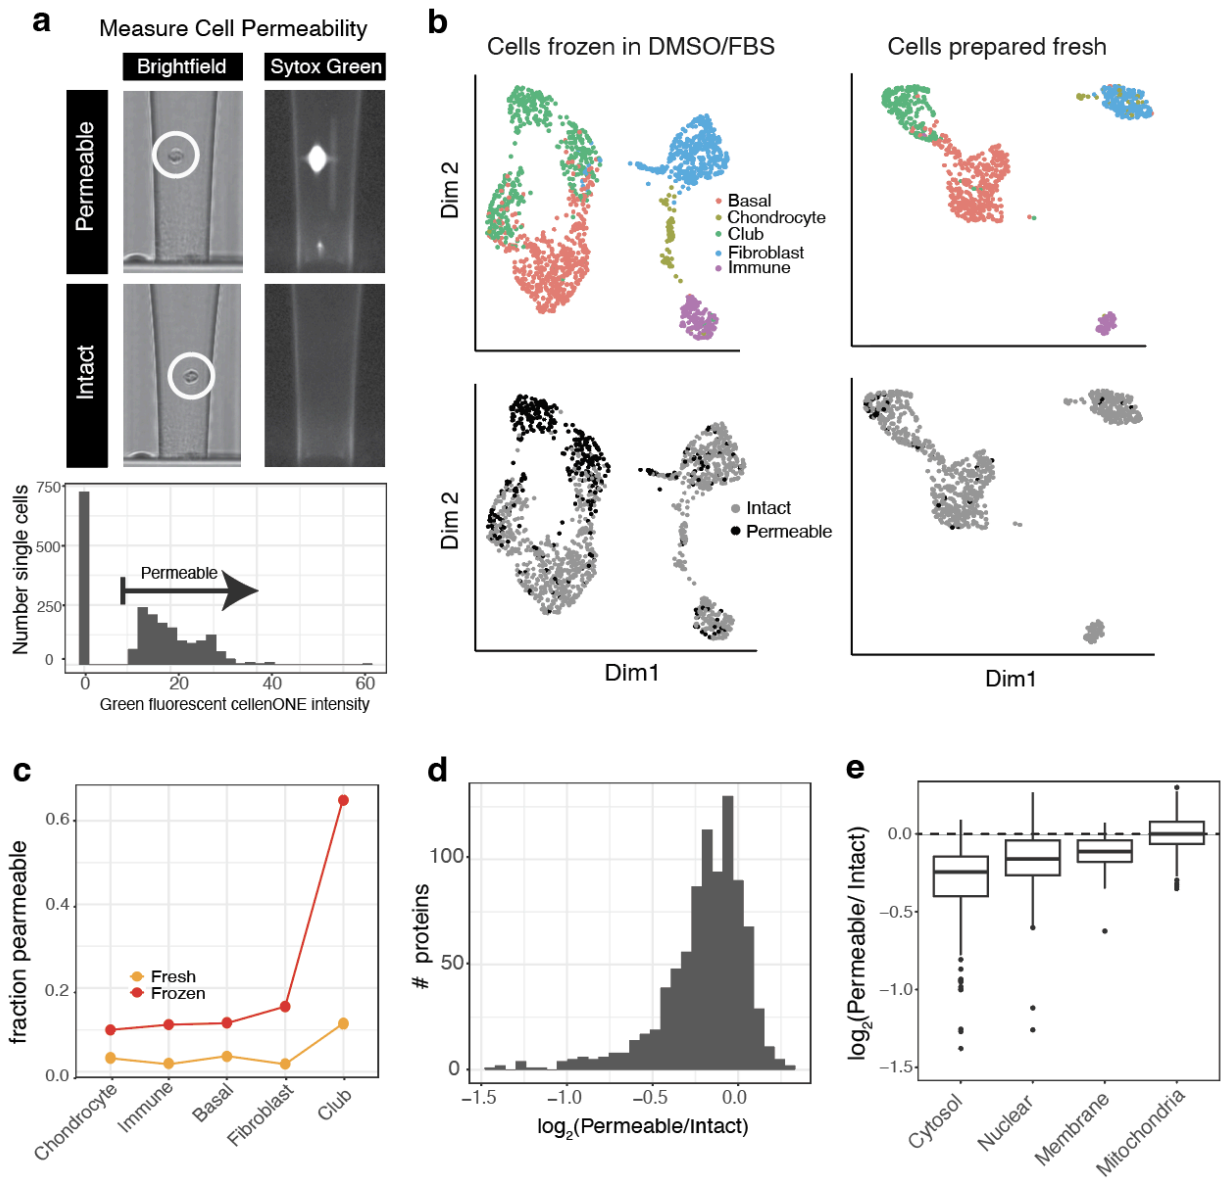 a
Measure Cell Permeability
Brightfield
Sytox Green
Permeable
Intact
Number single cells
750
500
250
0
Permeable
0
20
40
60
Green fluorescent cellenONE intensity
b
Cells frozen in DMSO/FBS
Cells prepared fresh
Dim 2
Basal
Chondrocyte
Club
Fibroblast
Immune
Dim 2
Intact
Permeable
Dim1
Dim1
c
fraction pearmeable
0.6
0.4
0.2
0.0
Fresh
Frozen
Chondrocyte
Immune
Basal
Fibroblast
Club
d
# proteins
100
50
0
−1.5
−1.0
−0.5
0.0
log2(Permeable/Intact)
e
log2(Permeable/ Intact)
0.0
−0.5
−1.0
−1.5
Cytosol
Nuclear
Membrane
Mitochondria